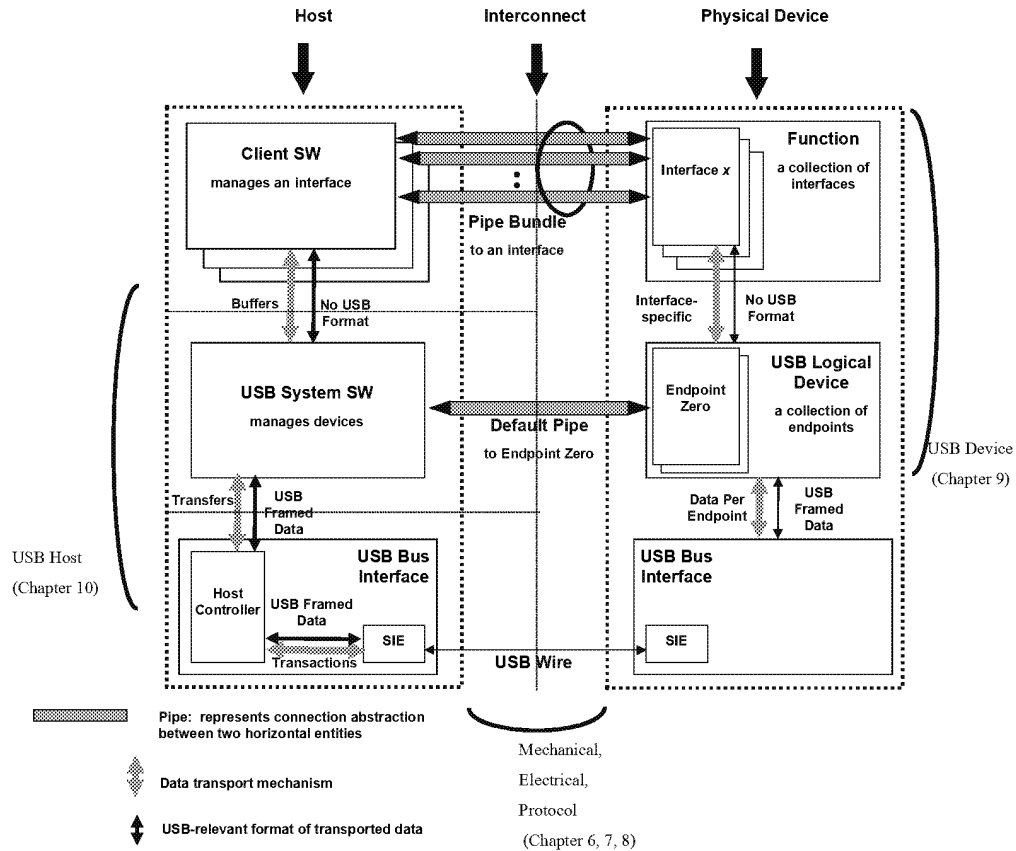 Host
Interconnect
Physical Device
Client SW
manages an interface
Pipe Bundle
to an interface
Interface x
Function
a collection of
interfaces
Buffers
No USB
Format
Interface-
specific
No USB
Format
USB System SW
manages devices
Default Pipe
to Endpoint Zero
Endpoint
Zero
USB Logical
Device
a collection of
endpoints
USB Device
(Chapter 9)
Transfers
USB
Framed
Data
Data Per
Endpoint
USB
Framed
Data
USB Host
(Chapter 10)
USB Bus
Interface
Host
Controller
USB Framed
Data
Transactions
SIE
USB Wire
USB Bus
Interface
SIE
Pipe: represents connection abstraction
between two horizontal entities
Data transport mechanism
USB-relevant format of transported data
Mechanical,
Electrical,
Protocol
(Chapter 6, 7, 8)